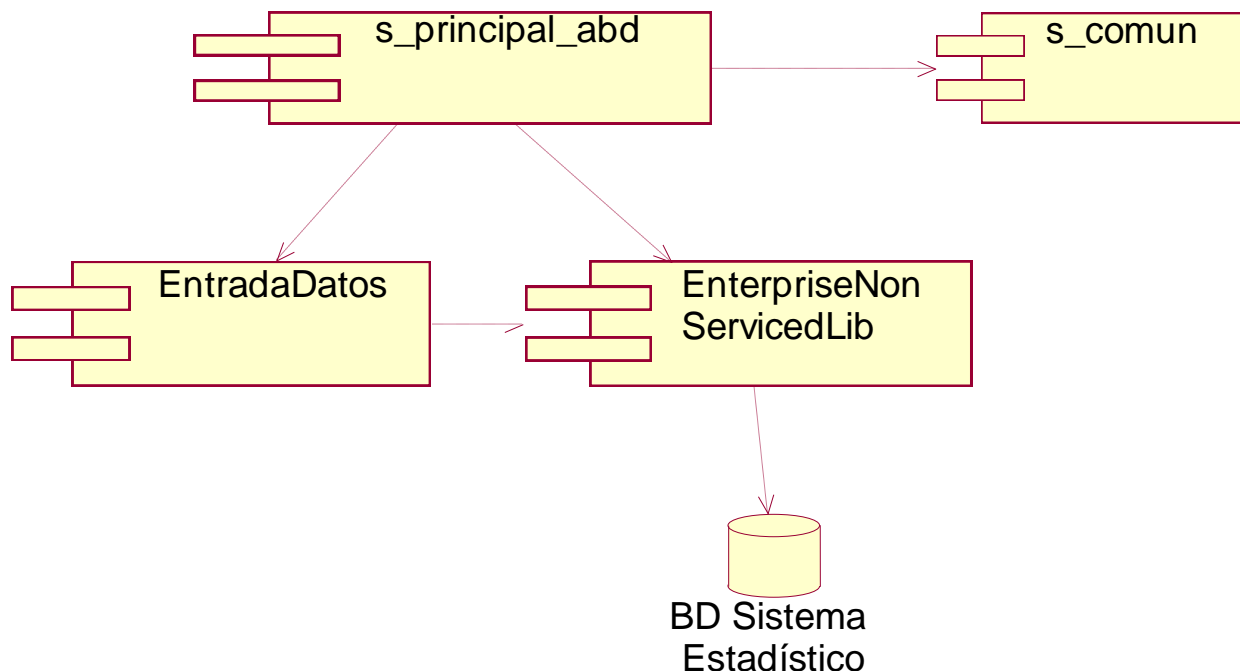 s_principal_abd
s_comun
EntradaDatos
EnterpriseNon
ServicedLib
BD Sistema
Estadístico